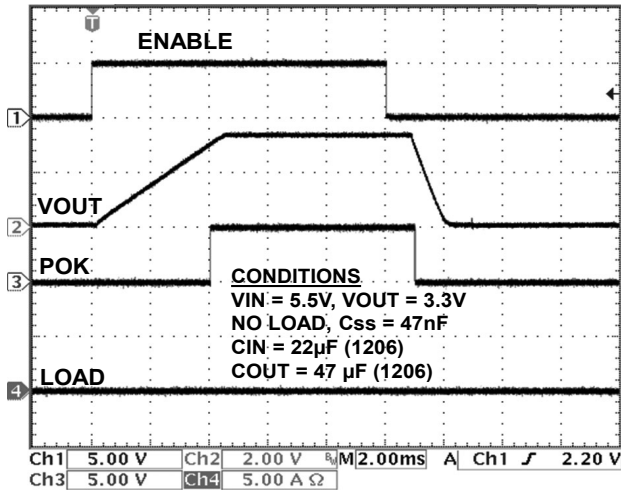 T
ENABLE
1
VOUT
2
POK
3
CONDITIONS
VIN = 5.5V, VOUT = 3.3V
NO LOAD, Css = 47nF
CIN = 22µF (1206)
COUT = 47 µF (1206)
LOAD
4
Ch1 5.00 V Ch2 2.00 V BW M 2.00ms A Ch1 2.20 V
Ch3 5.00 V Ch4 5.00 A Ω